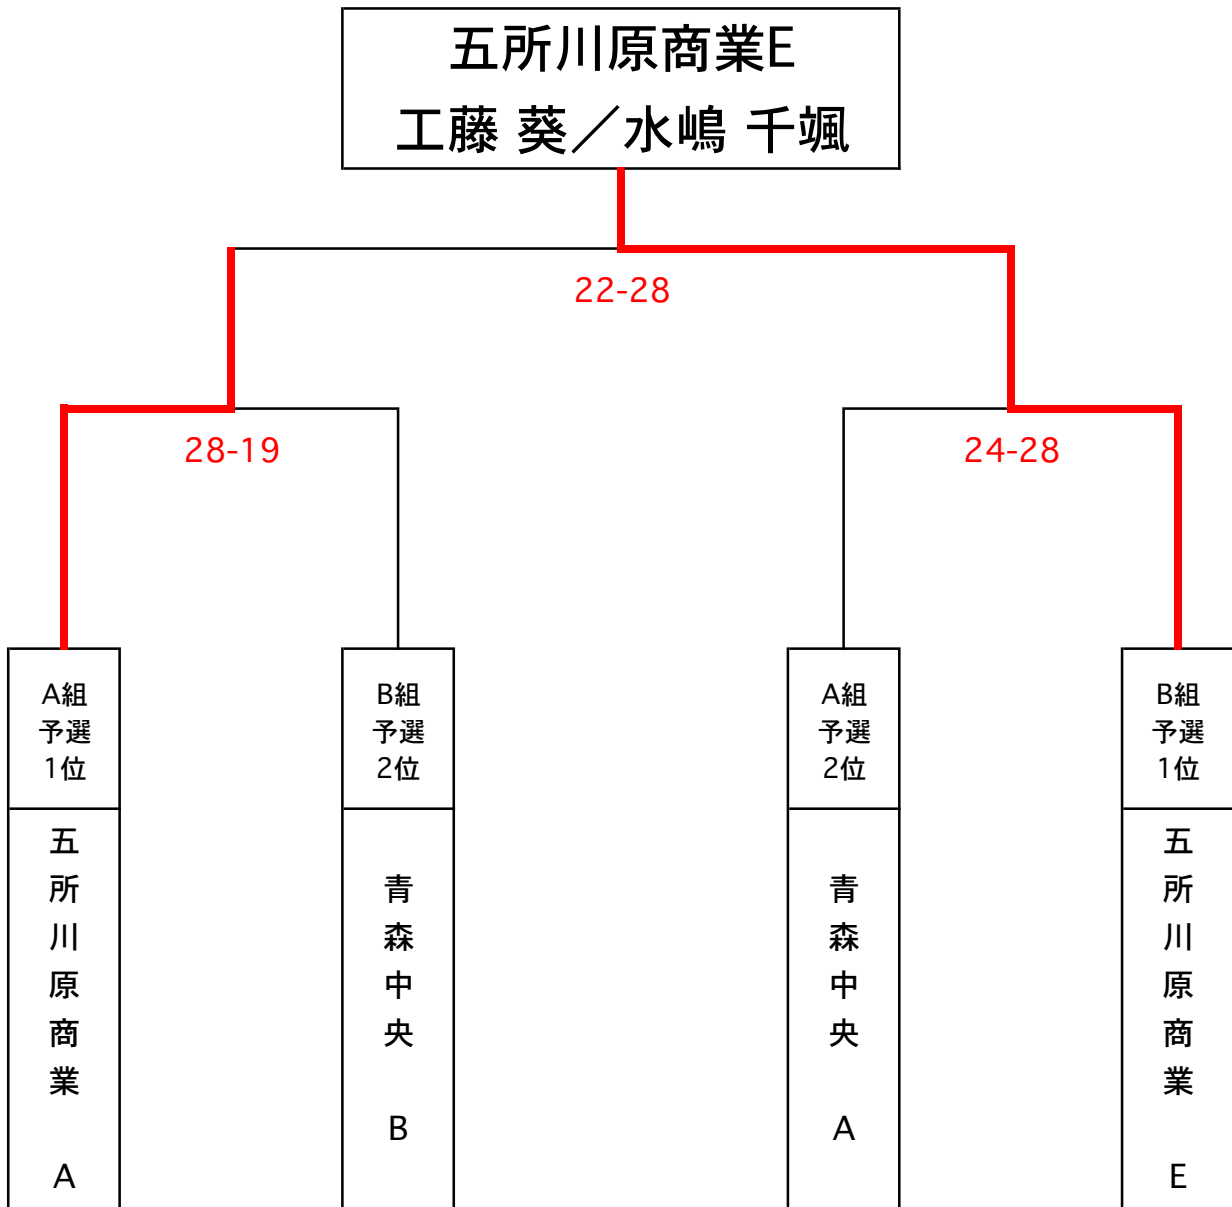 五所川原商業E
工藤 葵／水嶋 千颯
22-28
28-19
24-28
A組
予選
1位
五所川原商業 A
B組
予選
2位
青森中央 B
A組
予選
2位
青森中央 A
B組
予選
1位
五所川原商業 E